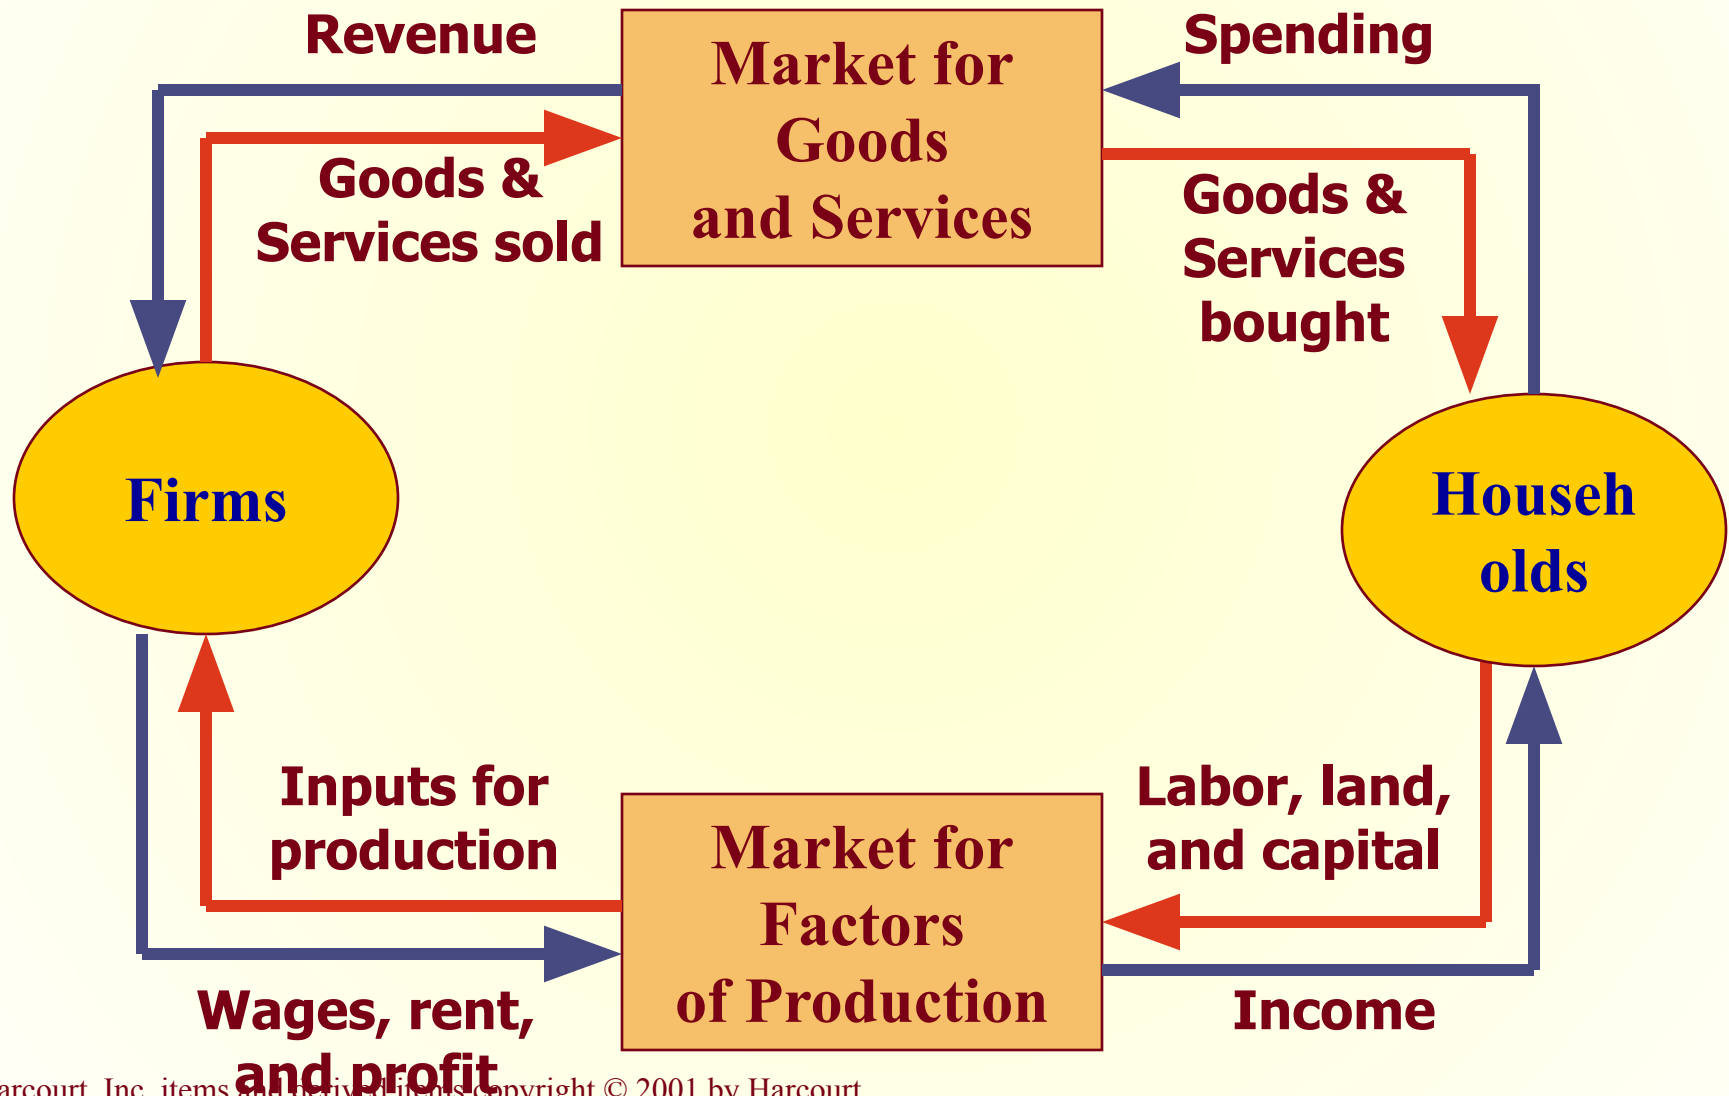 Revenue
Market for
Goods
and Services
Spending
Goods &
Services sold
Goods &
Services
bought
Firms
Househ
olds
Inputs for
production
Market for
Factors
of Production
Labor, land,
and capital
Wages, rent,
and profit
Income
Inc. items and derived items copyright © 2001 by Harcourt